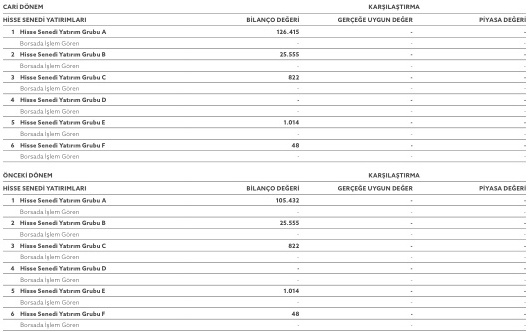 CARİ DÖNEM KARŞILAŞTIRMA
HİSSE SENEDİ YATIRIMLARI BİLANÇO DEĞERİ GERÇEĞE UYGUN DEĞER PİYASA DEĞERİ
1 Hisse Senedi Yatırım Grubu A 126.415 - -
Borsada İşlem Gören - - -
2 Hisse Senedi Yatırım Grubu B 25.555 - -
Borsada İşlem Gören - - -
3 Hisse Senedi Yatırım Grubu C 822 - -
Borsada İşlem Gören - - -
4 Hisse Senedi Yatırım Grubu D - - -
Borsada İşlem Gören - - -
5 Hisse Senedi Yatırım Grubu E 1.014 - -
Borsada İşlem Gören - - -
6 Hisse Senedi Yatırım Grubu F 48 - -
Borsada İşlem Gören - - -
ÖNCEKİ DÖNEM KARŞILAŞTIRMA
HİSSE SENEDİ YATIRIMLARI BİLANÇO DEĞERİ GERÇEĞE UYGUN DEĞER PİYASA DEĞERİ
1 Hisse Senedi Yatırım Grubu A 105.432 - -
Borsada İşlem Gören - - -
2 Hisse Senedi Yatırım Grubu B 25.555 - -
Borsada İşlem Gören - - -
3 Hisse Senedi Yatırım Grubu C 822 - -
Borsada İşlem Gören - - -
4 Hisse Senedi Yatırım Grubu D - - -
Borsada İşlem Gören - - -
5 Hisse Senedi Yatırım Grubu E 1.014 - -
Borsada İşlem Gören - - -
6 Hisse Senedi Yatırım Grubu F 48 - -
Borsada İşlem Gören - - -